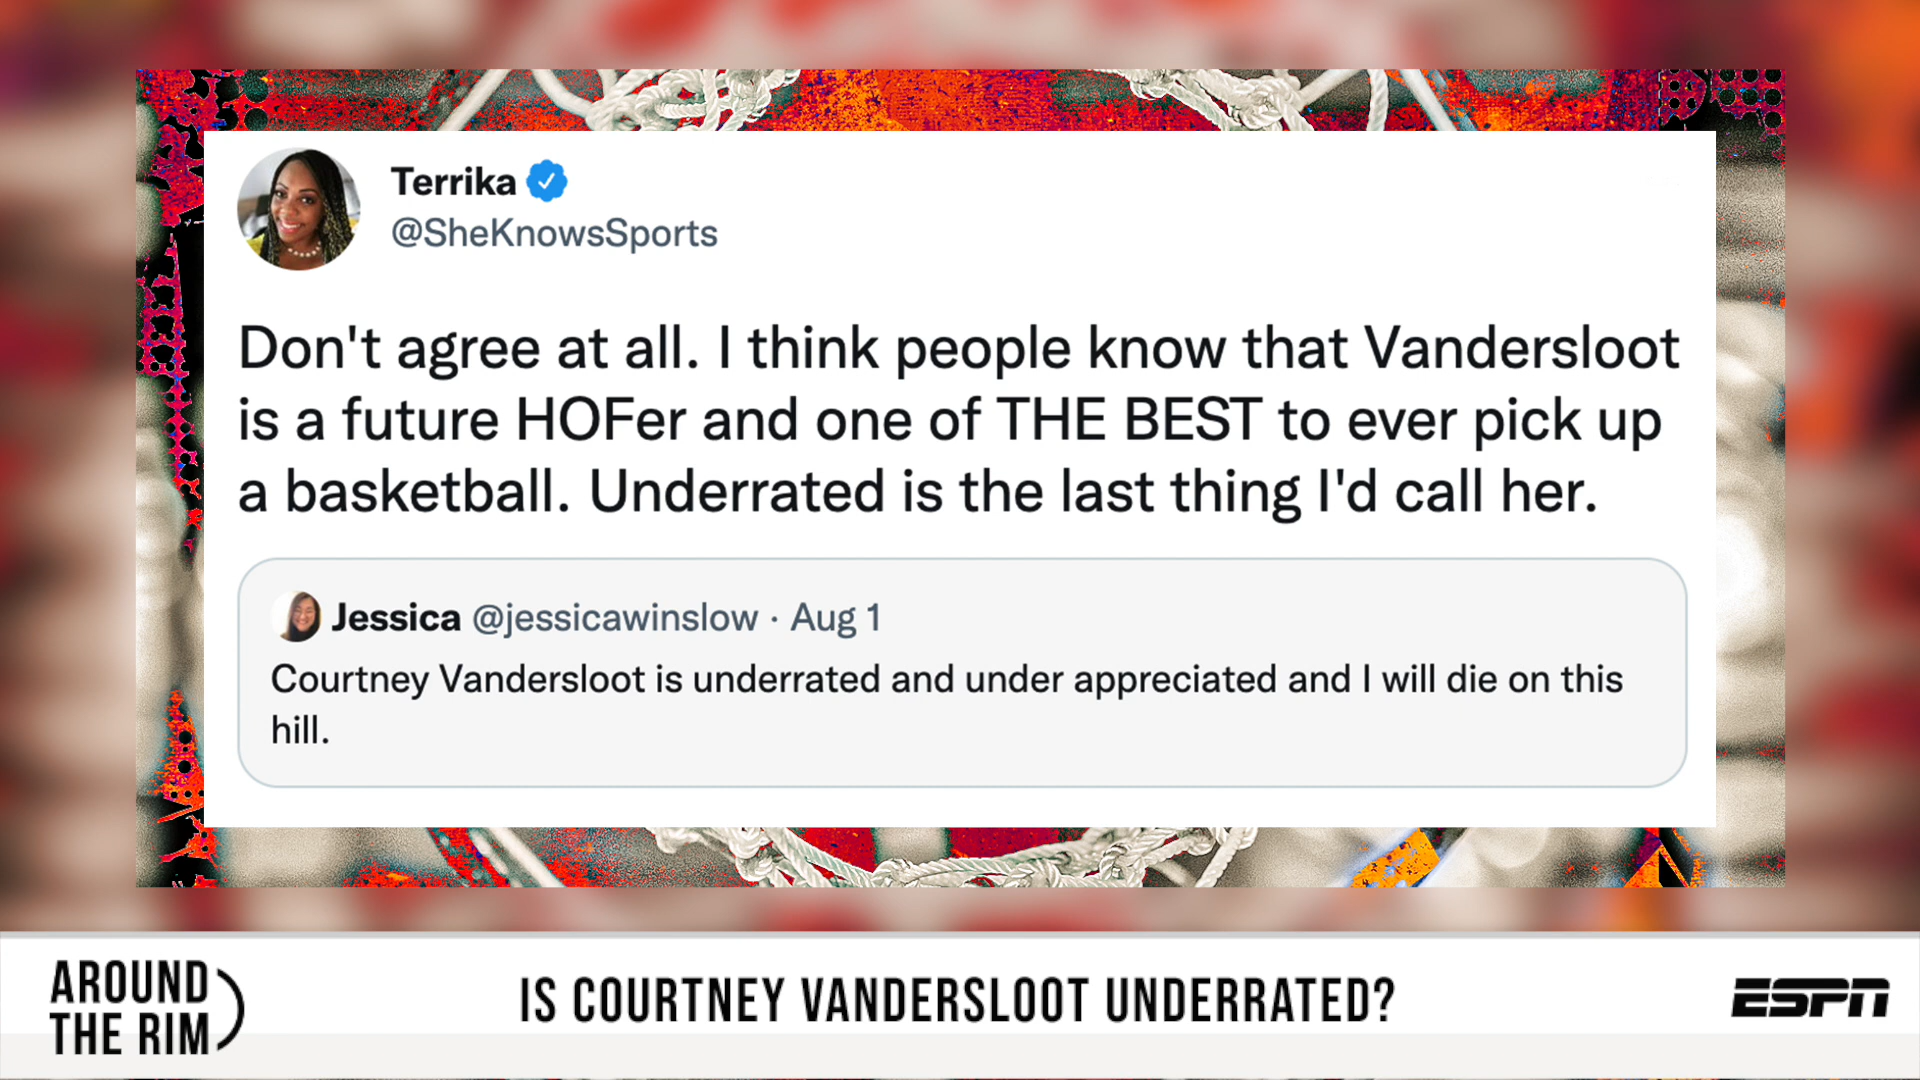 Terrika
@SheKnowsSports
Don't agree at all. I think people know that Vandersloot
is a future HOFer and one of THE BEST to ever pick up
a basketball. Underrated is the last thing I'd call her.
Jessica @jessicawinslow · Aug 1
Courtney Vandersloot is underrated and under appreciated and I will die on this
hill.
AROUND
THE RIM
IS COURTNEY VANDERSLOOT UNDERRATED?
ESPN